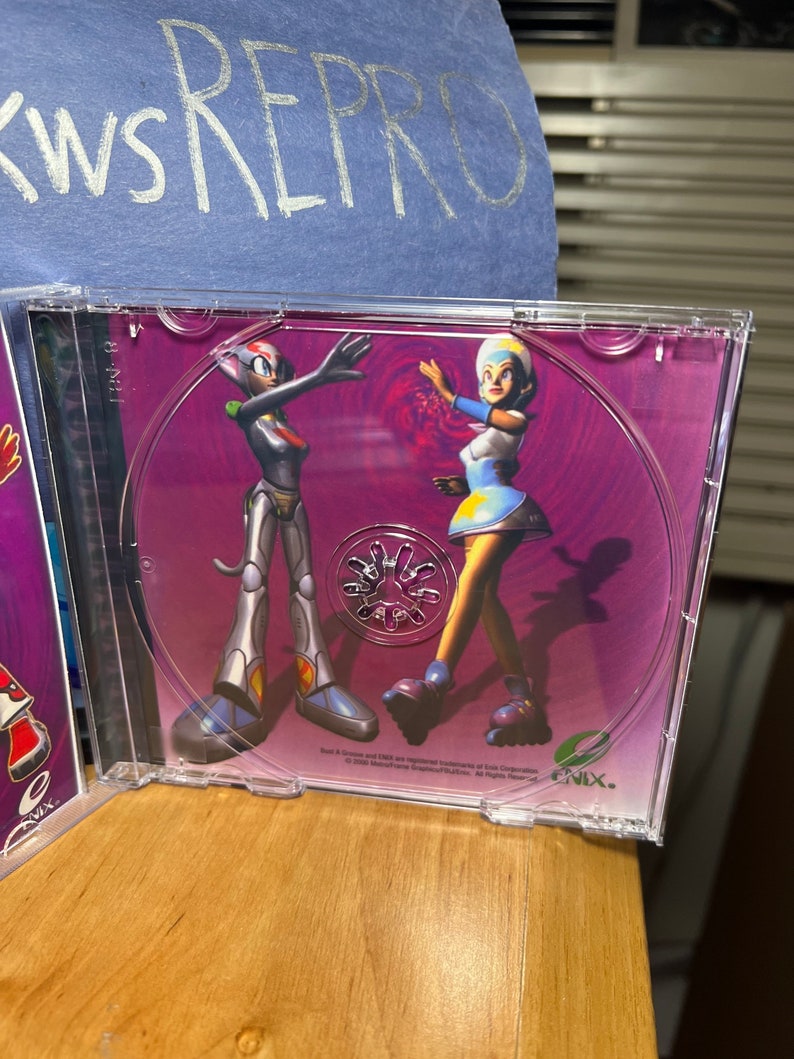 KWSREPRO
Bust A Groove and ENIX are registered trademarks of Enix Corporation.
© 2000 Metro/Frame Graphics/FBIJ/Enix. All Rights Reserved.
ENIX®
ENIX